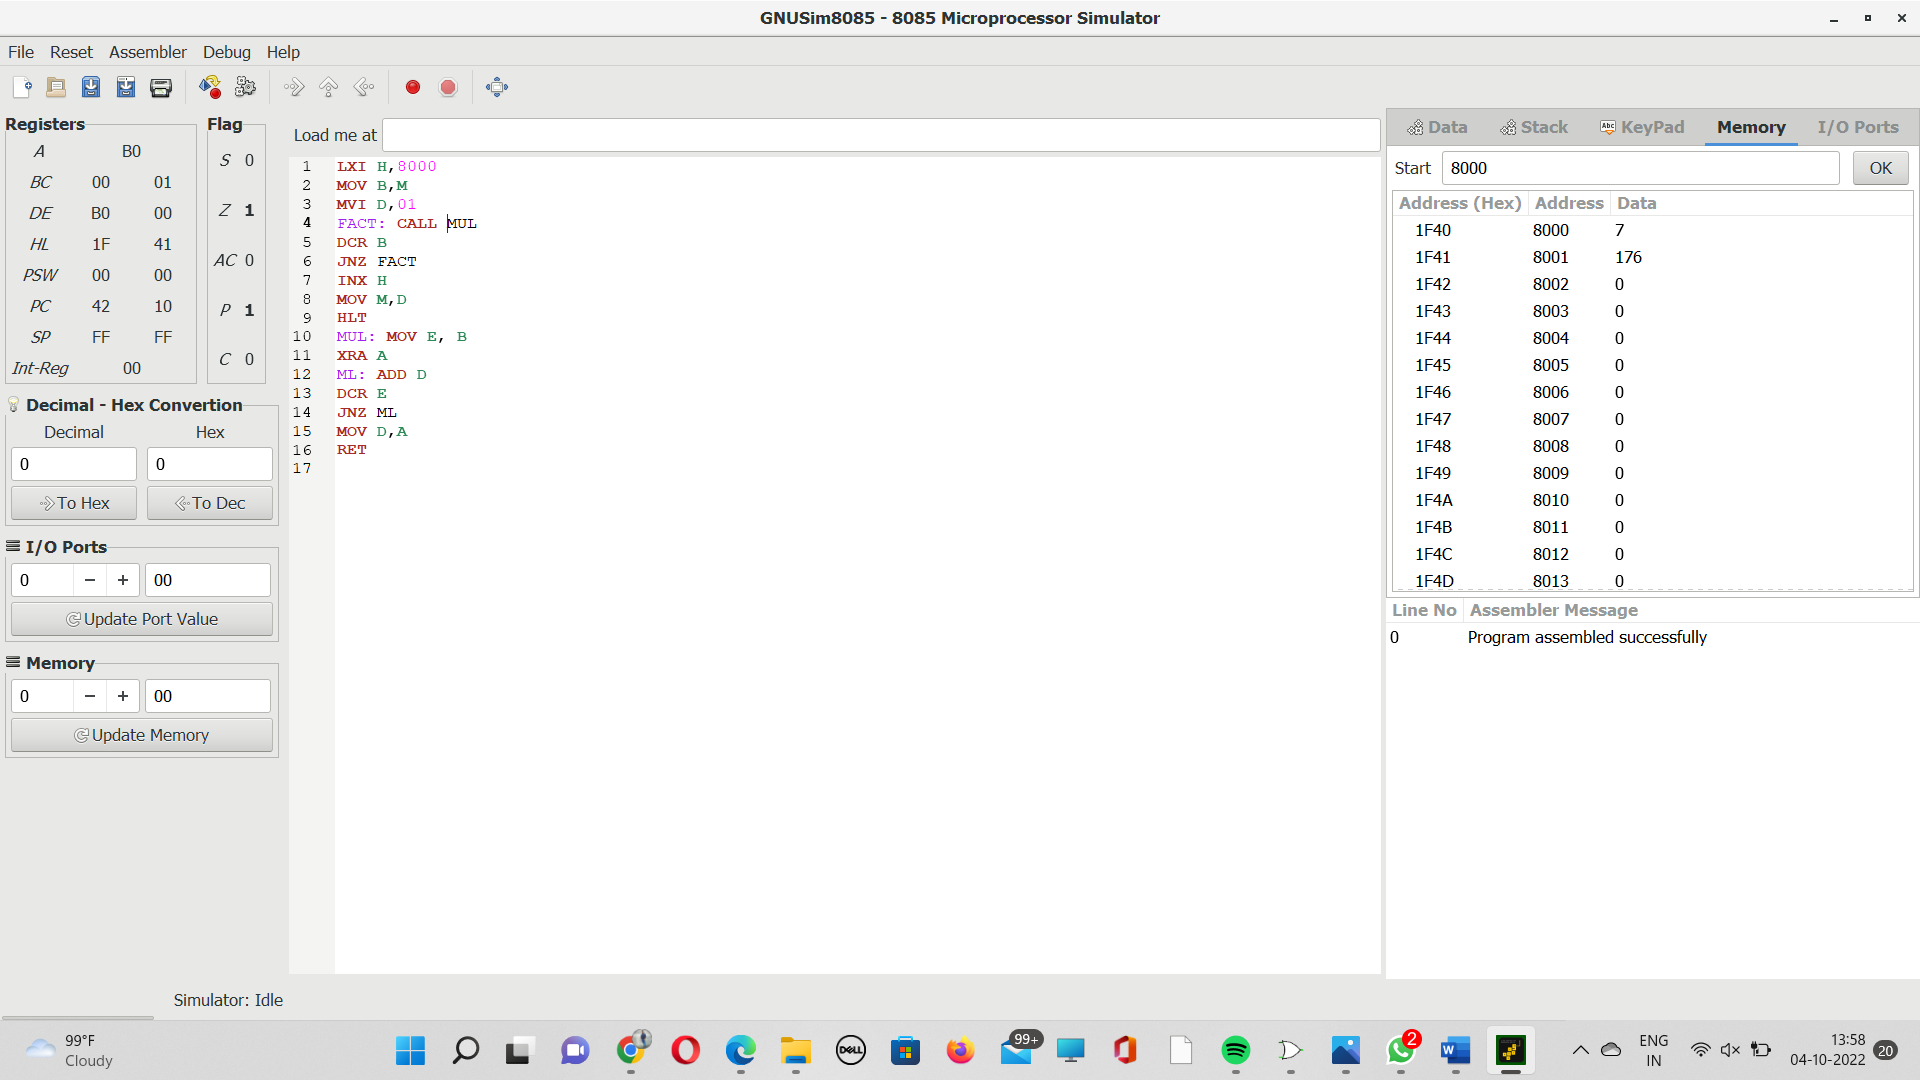 GNUSim8085 - 8085 Microprocessor Simulator
File Reset Assembler Debug Help
Registers
A B0
BC 00 01
DE B0 00
HL 1F 41
PSW 00 00
PC 42 10
SP FF FF
Int-Reg 00
Flag
S 0
Z 1
AC 0
P 1
C 0
Decimal - Hex Convertion
Decimal Hex
0 0
To Hex To Dec
I/O Ports
0 − + 00
Update Port Value
Memory
0 − + 00
Update Memory
Load me at
1 LXI H,8000
2 MOV B,M
3 MVI D,01
4 FACT: CALL MUL
5 DCR B
6 JNZ FACT
7 INX H
8 MOV M,D
9 HLT
10 MUL: MOV E, B
11 XRA A
12 ML: ADD D
13 DCR E
14 JNZ ML
15 MOV D,A
16 RET
17
Data Stack Abc KeyPad Memory I/O Ports
Start 8000 OK
Address (Hex) Address Data
1F40 8000 7
1F41 8001 176
1F42 8002 0
1F43 8003 0
1F44 8004 0
1F45 8005 0
1F46 8006 0
1F47 8007 0
1F48 8008 0
1F49 8009 0
1F4A 8010 0
1F4B 8011 0
1F4C 8012 0
1F4D 8013 0
Line No Assembler Message
0 Program assembled successfully
Simulator: Idle
99°F
Cloudy
DELL
99+
2
W
ENG
IN
13:58
04-10-2022
20